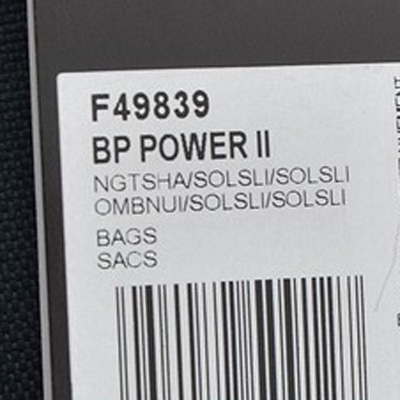 F49839
BP POWER II
NGTSHA/SOLSLI/SOLSLI
OMBNUI/SOLSLI/SOLSLI
BAGS
SACS